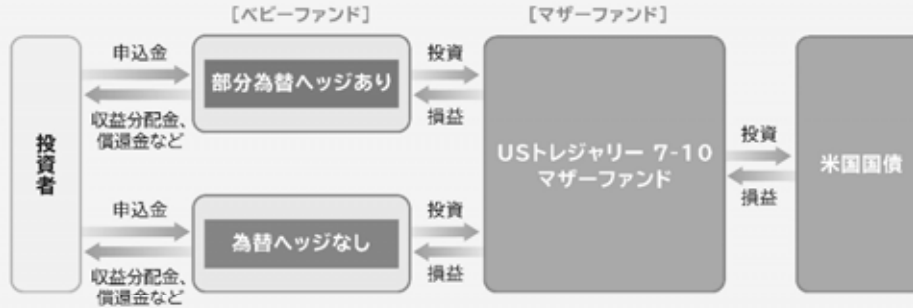 [ベビーファンド]
[マザーファンド]
投資者
申込金
収益分配金、
償還金など
部分為替ヘッジあり
投資
損益
申込金
収益分配金、
償還金など
為替ヘッジなし
投資
損益
USトレジャリー 7-10
マザーファンド
投資
損益
米国国債